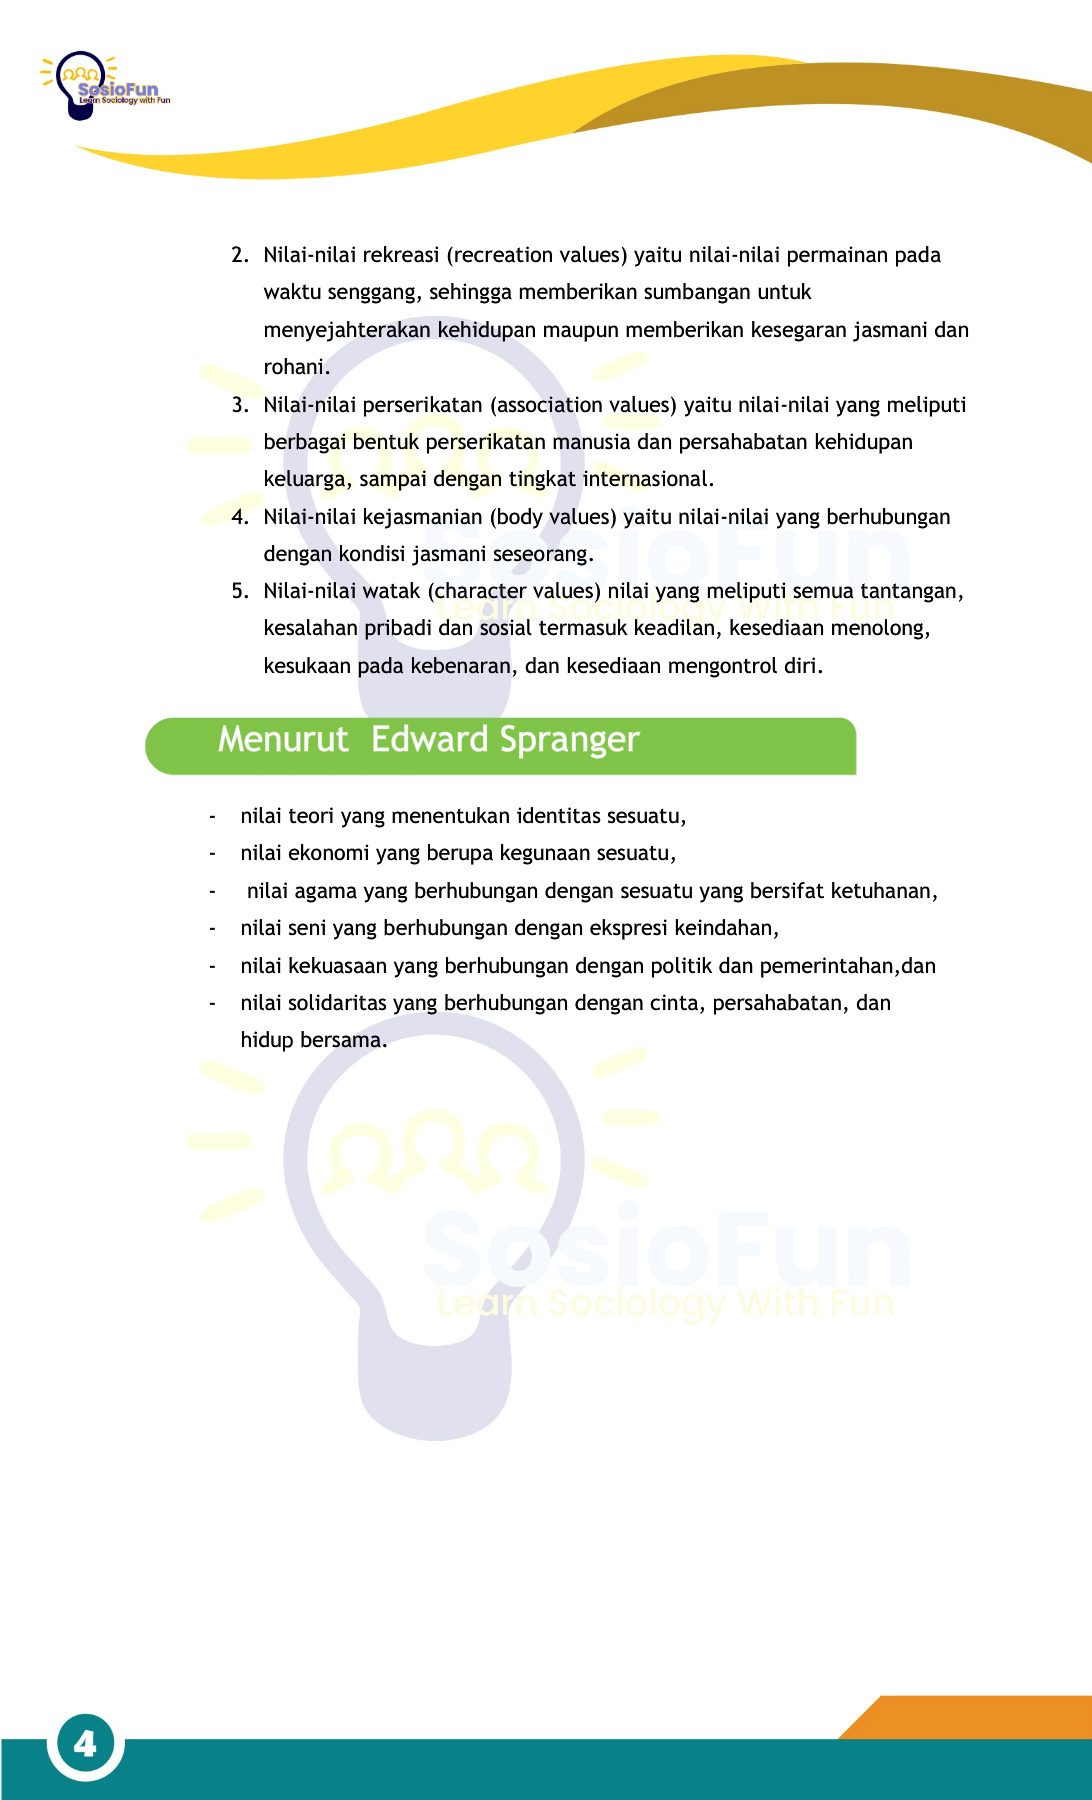 SosioFun
Learn Sociology with Fun
2. Nilai-nilai rekreasi (recreation values) yaitu nilai-nilai permainan pada
waktu senggang, sehingga memberikan sumbangan untuk
menyejahterakan kehidupan maupun memberikan kesegaran jasmani dan
rohani.
3. Nilai-nilai perserikatan (association values) yaitu nilai-nilai yang meliputi
berbagai bentuk perserikatan manusia dan persahabatan kehidupan
keluarga, sampai dengan tingkat internasional.
4. Nilai-nilai kejasmanian (body values) yaitu nilai-nilai yang berhubungan
dengan kondisi jasmani seseorang.
SosioFun
5. Nilai-nilai watak (character values) nilai yang meliputi semua tantangan,
Learn Sociology With Fun
kesalahan pribadi dan sosial termasuk keadilan, kesediaan menolong,
kesukaan pada kebenaran, dan kesediaan mengontrol diri.
Menurut Edward Spranger
- nilai teori yang menentukan identitas sesuatu,
- nilai ekonomi yang berupa kegunaan sesuatu,
- nilai agama yang berhubungan dengan sesuatu yang bersifat ketuhanan,
- nilai seni yang berhubungan dengan ekspresi keindahan,
- nilai kekuasaan yang berhubungan dengan politik dan pemerintahan,dan
- nilai solidaritas yang berhubungan dengan cinta, persahabatan, dan
hidup bersama.
SosioFun
Learn Sociology With Fun
4